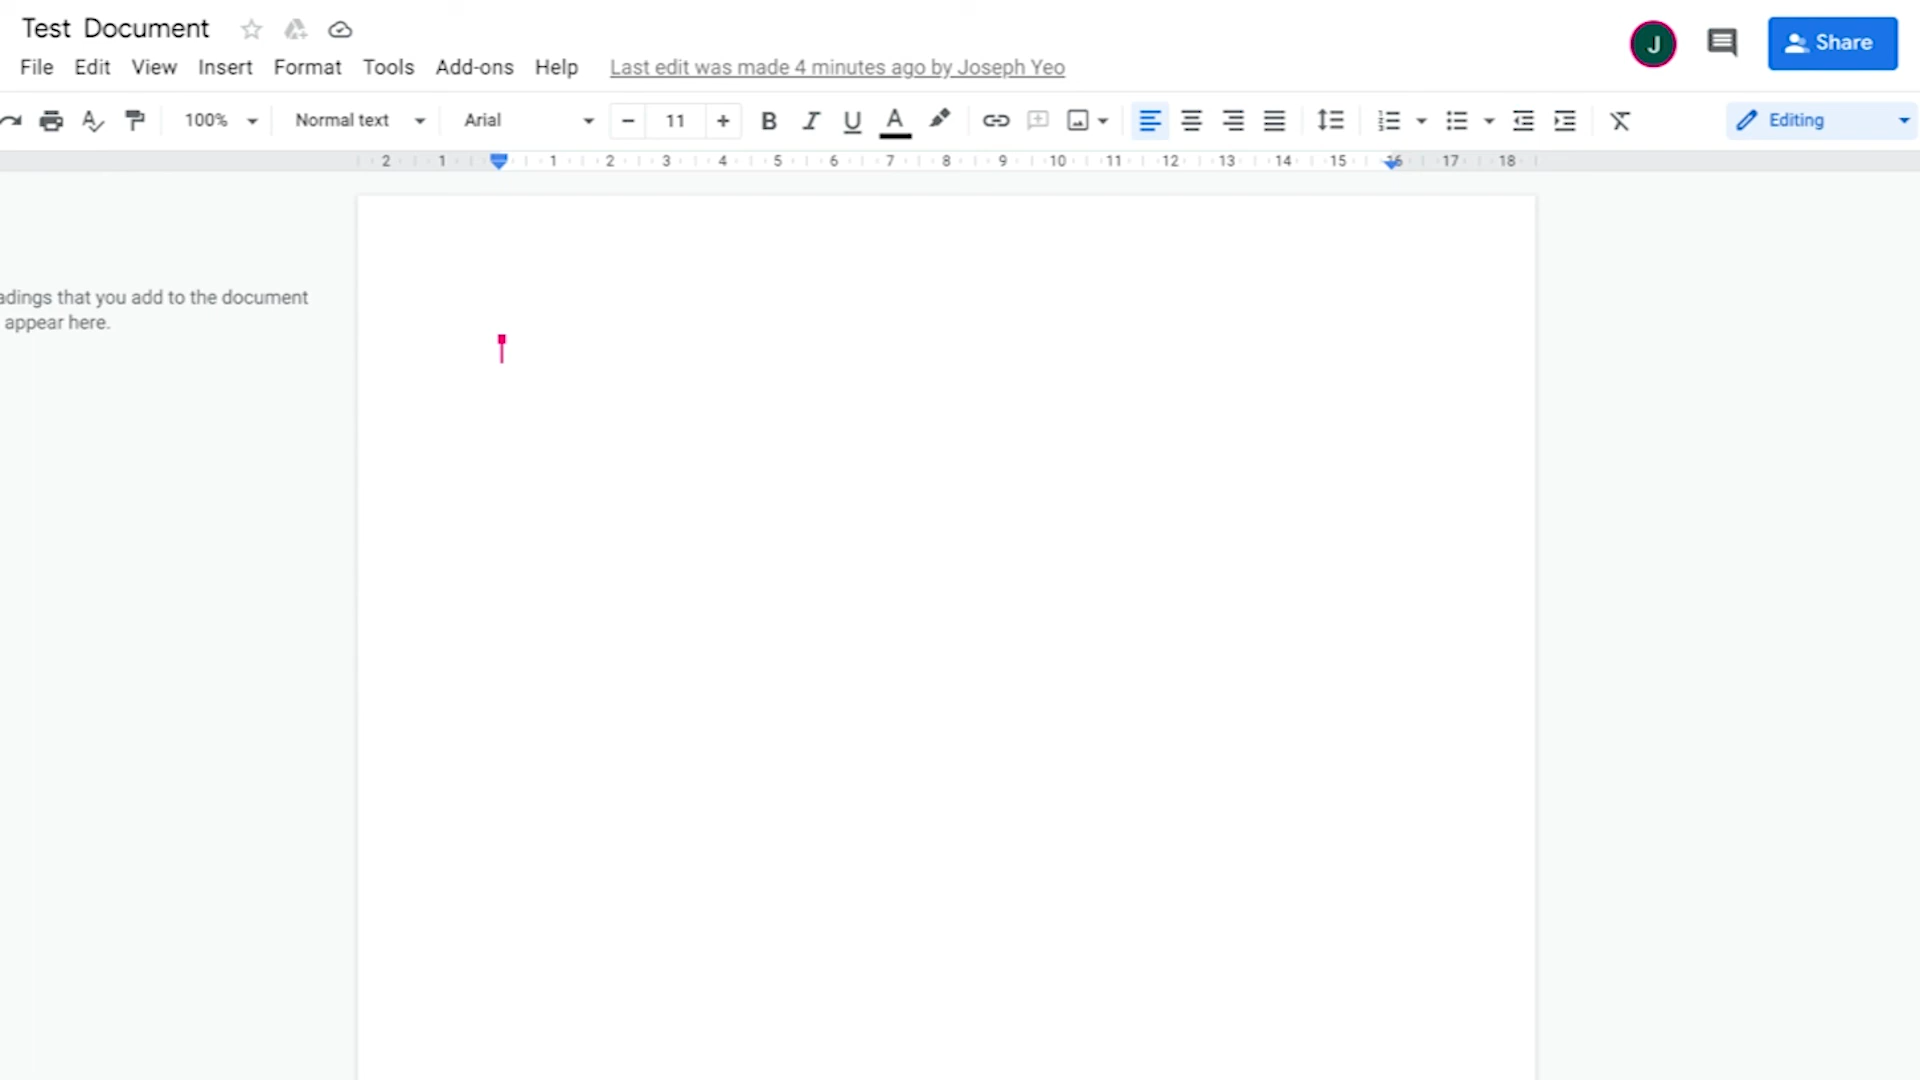 Test Document
File Edit View Insert Format Tools Add-ons Help Last edit was made 4 minutes ago by Joseph Yeo
J
Share
100% Normal text Arial 11 B I U A Editing
2 1 1 2 3 4 5 6 7 8 9 10 11 12 13 14 15 16 17 18
adings that you add to the document
appear here.